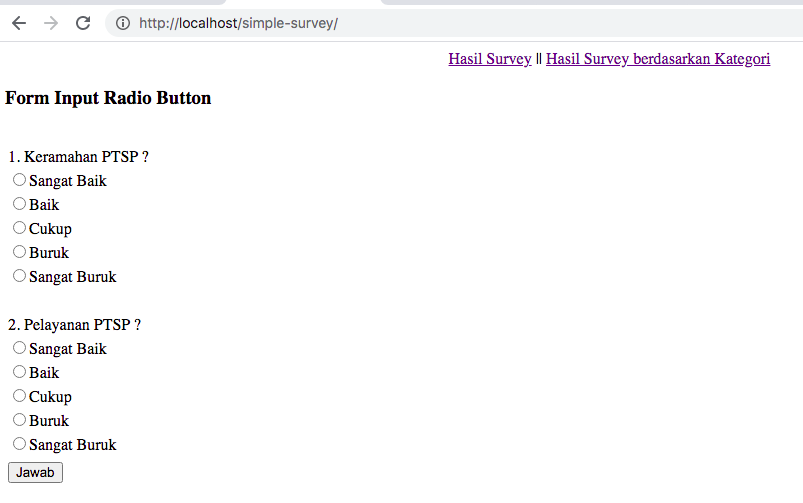 http://localhost/simple-survey/
Hasil Survey || Hasil Survey berdasarkan Kategori
Form Input Radio Button
1. Keramahan PTSP ?
Sangat Baik
Baik
Cukup
Buruk
Sangat Buruk
2. Pelayanan PTSP ?
Sangat Baik
Baik
Cukup
Buruk
Sangat Buruk
Jawab